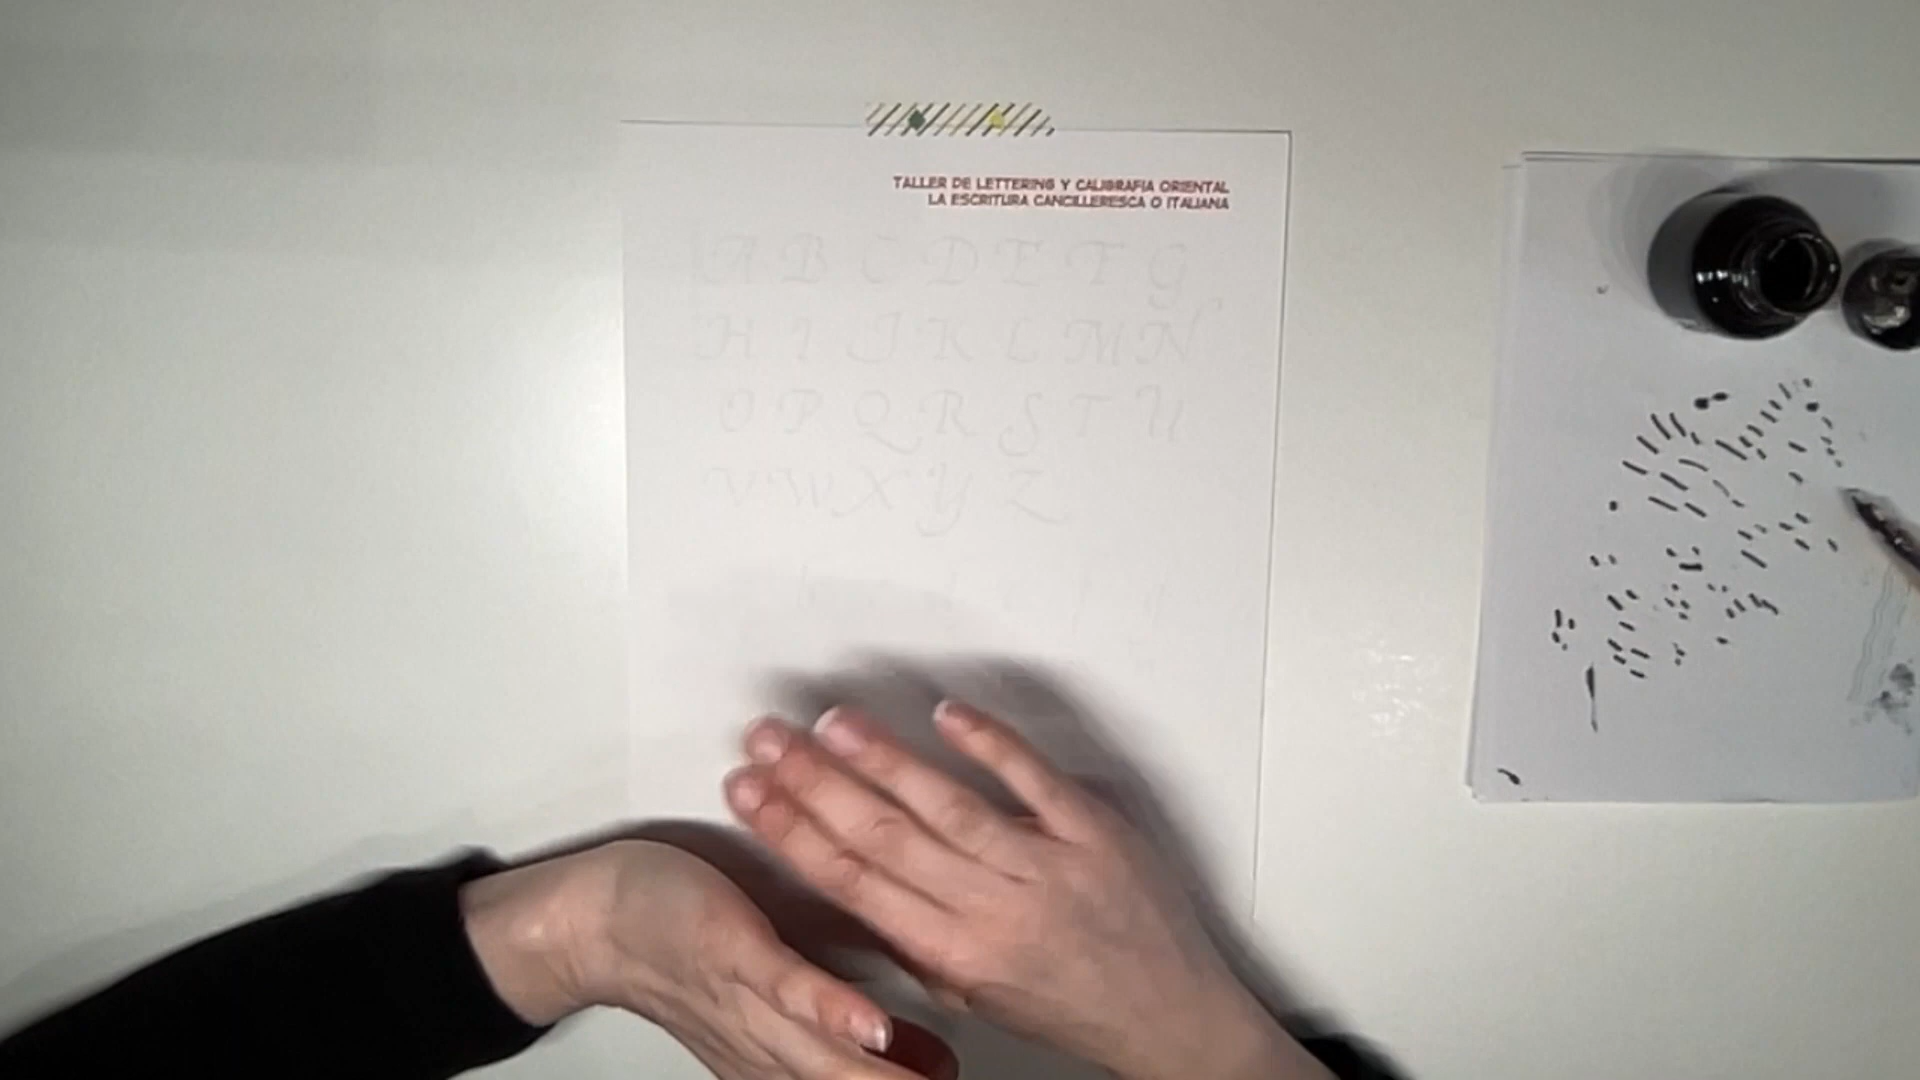 TALLER DE LETTERING Y CALIGRAFIA ORIENTAL
LA ESCRITURA CANCILLERESCA O ITALIANA
A B C D E F G
H I J K L M N
O P Q R S T U
V W X Y Z